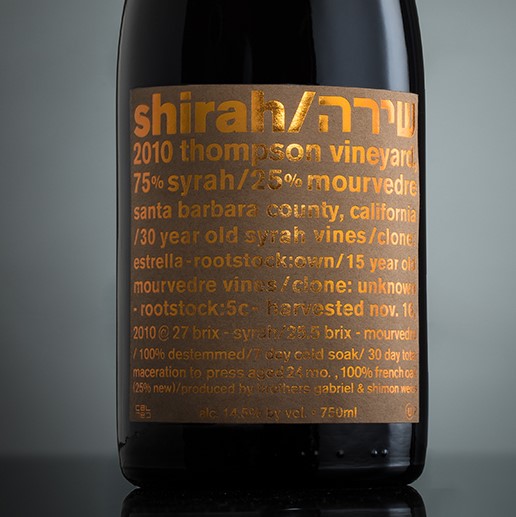 shirah/שירה
2010 thompson vineyard
75% syrah/25% mourvedre
santa barbara county, california
/30 year old syrah vines/clone:
estrella-rootstock:own/15 year old
mourvedre vines/clone: unknown
- rootstock:5c- harvested nov. 10,
2010 @ 27 brix - syrah/ brix - mourvedre
/ 100% destemmed/7 day cold soak/ 30 day total
maceration to press aged 24 mo., 100% french oak
(25% new)/produced by brothers gabriel & shimon
alc. 14.5% by vol. - 750ml